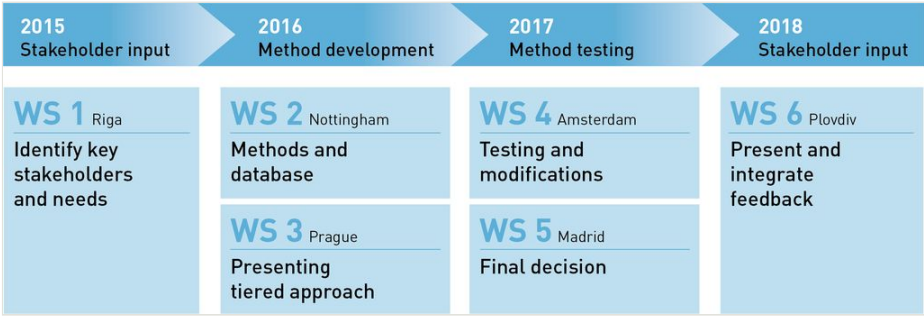 2015
Stakeholder input
2016
Method development
2017
Method testing
2018
Stakeholder input
WS 1 Riga
Identify key
stakeholders
and needs
WS 2 Nottingham
Methods and
database
WS 3 Prague
Presenting
tiered approach
WS 4 Amsterdam
Testing and
modifications
WS 5 Madrid
Final decision
WS 6 Plovdiv
Present and
integrate
feedback